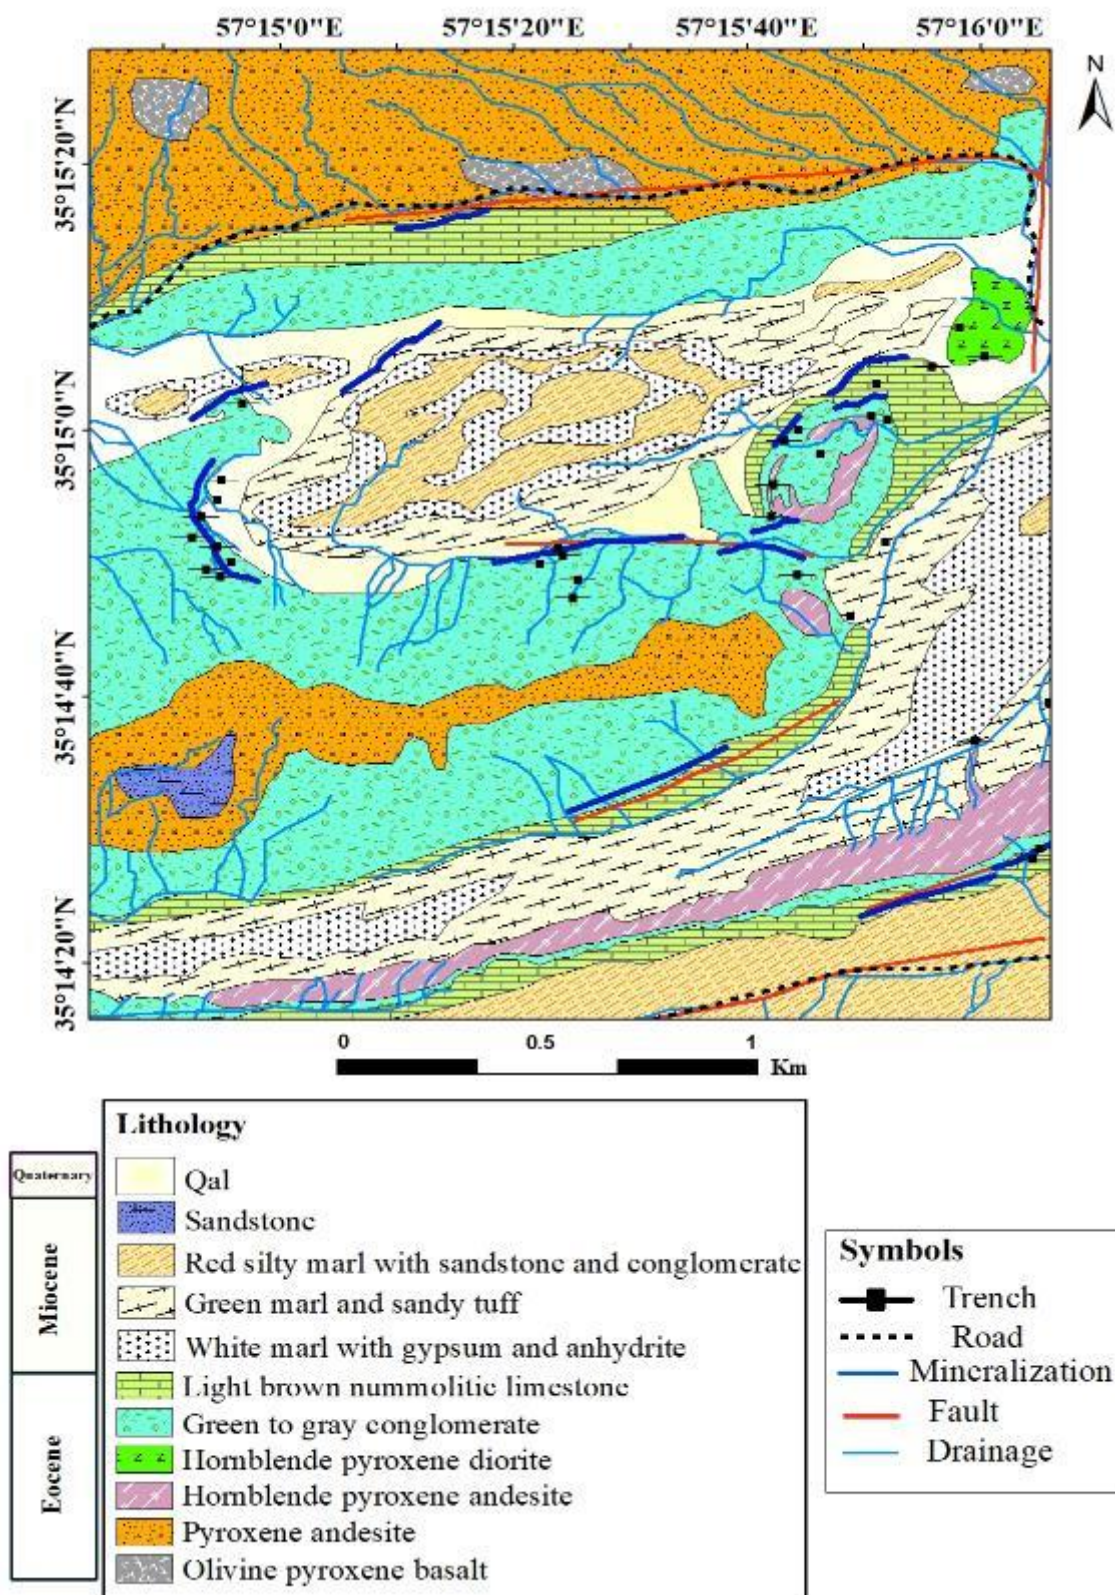 57°15'0"E 57°15'20"E 57°15'40"E 57°16'0"E
N
35°15'20"N
35°15'0"N
35°14'40"N
35°14'20"N
0 0.5 1
Km
Lithology
Quaternary
Miocene
Eocene
Qal
Sandstone
Red silty marl with sandstone and conglomerate
Green marl and sandy tuff
White marl with gypsum and anhydrite
Light brown nummolitic limestone
Green to gray conglomerate
Hornblende pyroxene diorite
Hornblende pyroxene andesite
Pyroxene andesite
Olivine pyroxene basalt
Symbols
Trench
Road
Mineralization
Fault
Drainage